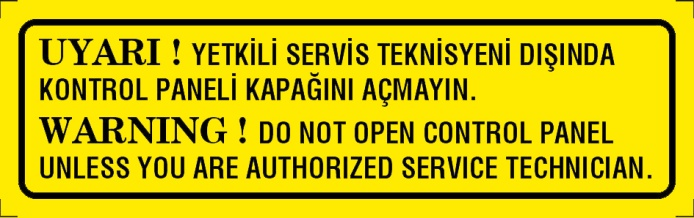 UYARI ! YETKİLİ SERVİS TEKNİSYENİ DIŞINDA
KONTROL PANELİ KAPAĞINI AÇMAYIN.
WARNING ! DO NOT OPEN CONTROL PANEL
UNLESS YOU ARE AUTHORIZED SERVICE TECHNICIAN.